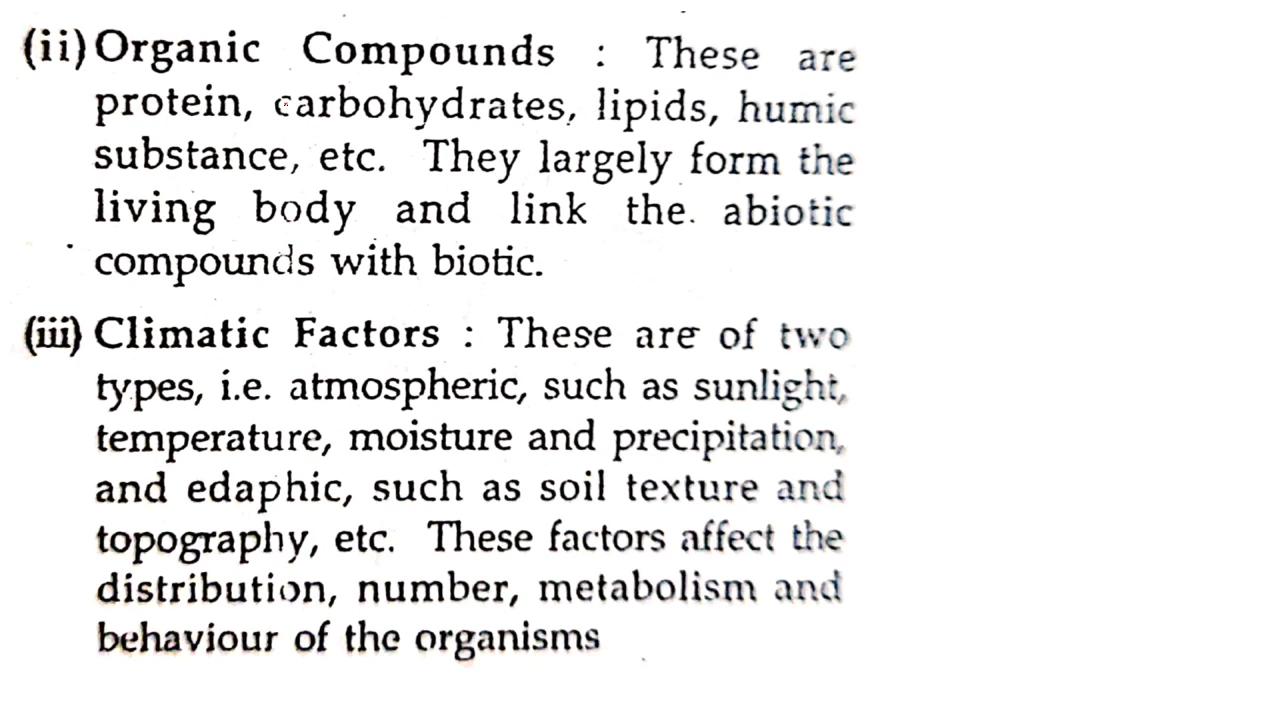 (ii) Organic Compounds : These are
protein, carbohydrates, lipids, humic
substance, etc. They largely form the
living body and link the abiotic
compounds with biotic.
(iii) Climatic Factors : These are of two
types, i.e. atmospheric, such as sunlight,
temperature, moisture and precipitation,
and edaphic, such as soil texture and
topography, etc. These factors affect the
distribution, number, metabolism and
behaviour of the organisms